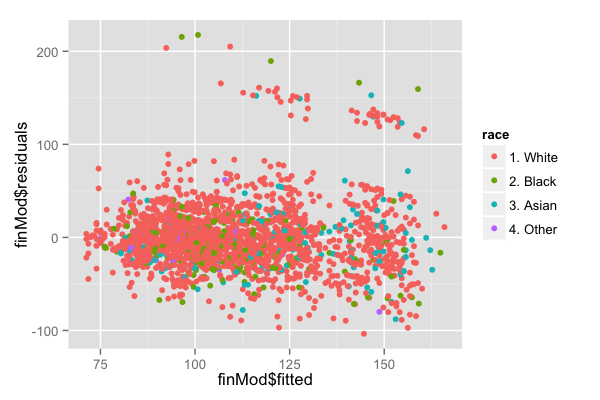 200
100
0
-100
finMod$residuals
75
100
125
150
finMod$fitted
race
1. White
2. Black
3. Asian
4. Other